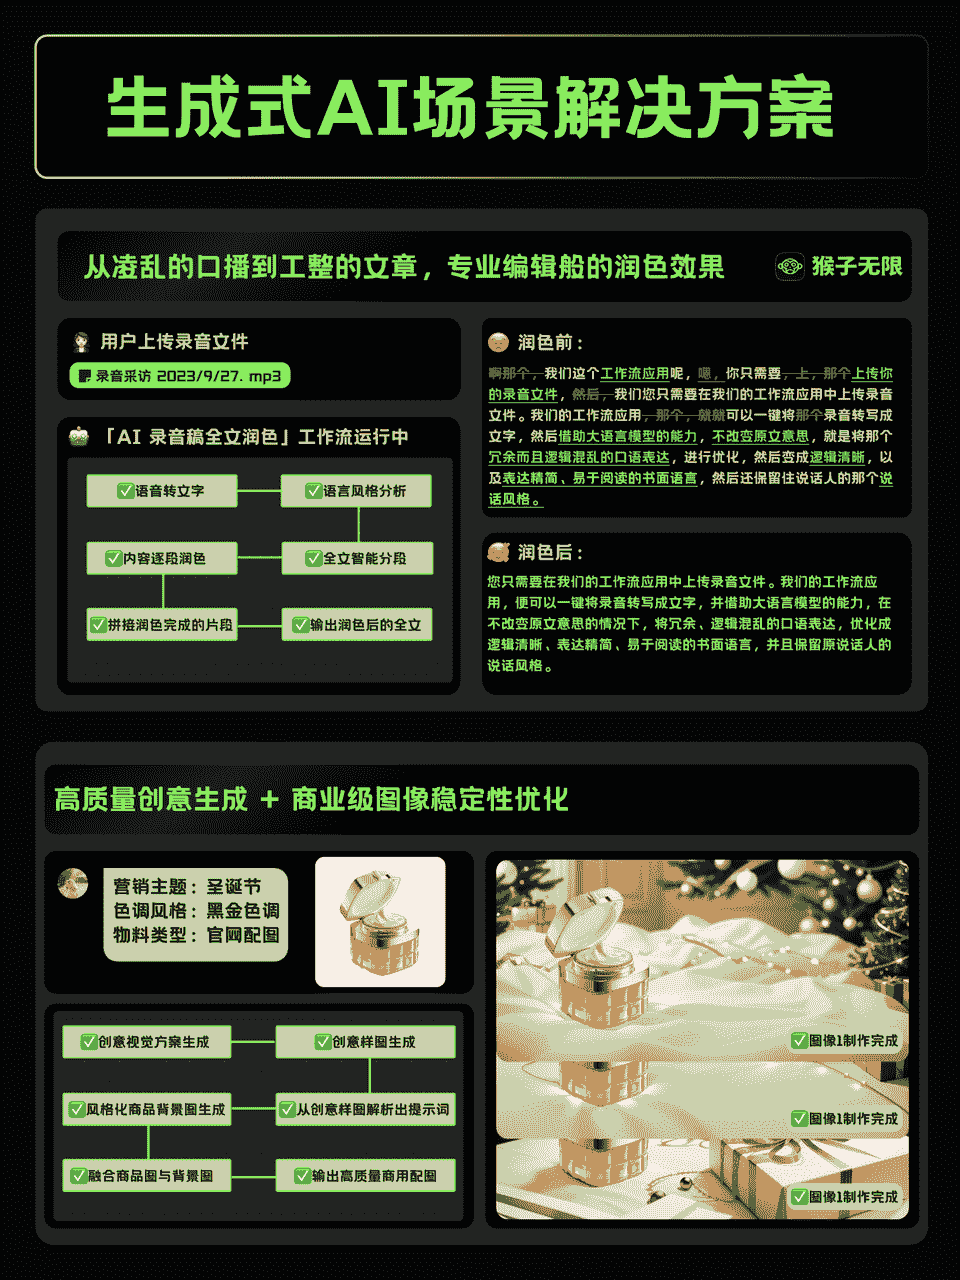 生成式AI场景解决方案
从凌乱的口播到工整的文章，专业编辑般的润色效果
猴子无限
用户上传录音文件
录音采访 2023/9/27. mp3
「AI 录音稿全立润色」工作流运行中
语音转文字
语言风格分析
内容逐段润色
全立智能分段
拼接润色完成的片段
输出润色后的全立
润色前：
啊那个，我们这个工作流应用呢，嗯，你只需要，上，那个上传你
的录音文件，然后，我们您只需要在我们的工作流应用中上传录音
文件。我们的工作流应用，那个，就就可以一键将那个录音转写成
文字，然后借助大语言模型的能力，不改变原文意思，就是将那个
冗余而且逻辑混乱的口语表达，进行优化，然后变成逻辑清晰，以
及表达精简、易于阅读的书面语言，然后还保留住说话人的那个说
话风格。
润色后：
您只需要在我们的工作流应用中上传录音文件。我们的工作流应
用，便可以一键将录音转写成文字，并借助大语言模型的能力，在
不改变原文意思的情况下，将冗余、逻辑混乱的口语表达，优化成
逻辑清晰、表达精简、易于阅读的书面语言，并且保留原说话人的
说话风格。
高质量创意生成 + 商业级图像稳定性优化
营销主题：圣诞节
色调风格：黑金色调
物料类型：官网配图
创意视觉方案生成
创意样图生成
风格化商品背景图生成
从创意样图解析出提示词
融合商品图与背景图
输出高质量商用配图
图像1制作完成
图像1制作完成
图像1制作完成